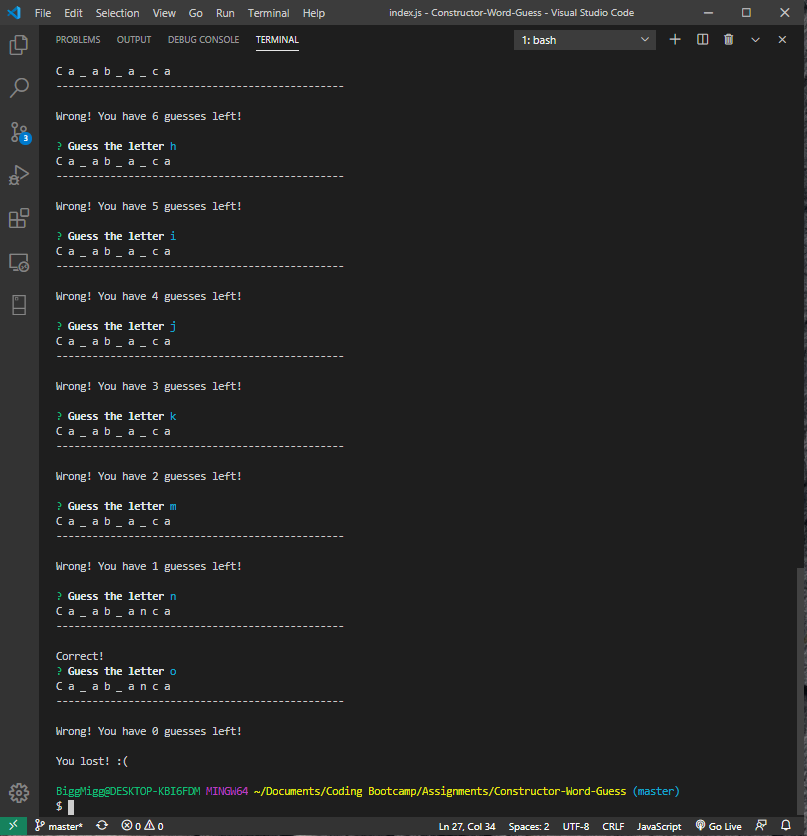 File Edit Selection View Go Run Terminal Help index.js - Constructor-Word-Guess - Visual Studio Code
PROBLEMS OUTPUT DEBUG CONSOLE TERMINAL 1: bash
C a _ a b _ a _ c a
------------------------------------------------
Wrong! You have 6 guesses left!
? Guess the letter h
C a _ a b _ a _ c a
------------------------------------------------
Wrong! You have 5 guesses left!
? Guess the letter i
C a _ a b _ a _ c a
------------------------------------------------
Wrong! You have 4 guesses left!
? Guess the letter j
C a _ a b _ a _ c a
------------------------------------------------
Wrong! You have 3 guesses left!
? Guess the letter k
C a _ a b _ a _ c a
------------------------------------------------
Wrong! You have 2 guesses left!
? Guess the letter m
C a _ a b _ a _ c a
------------------------------------------------
Wrong! You have 1 guesses left!
? Guess the letter n
C a _ a b _ a n c a
------------------------------------------------
Correct!
? Guess the letter o
C a _ a b _ a n c a
------------------------------------------------
Wrong! You have 0 guesses left!
You lost! :(
BiggMigg@DESKTOP-KBI6FDM MINGW64 ~/Documents/Coding Bootcamp/Assignments/Constructor-Word-Guess (master)
$
3
master* 0 0 Ln 27, Col 34 Spaces: 2 UTF-8 CRLF JavaScript Go Live